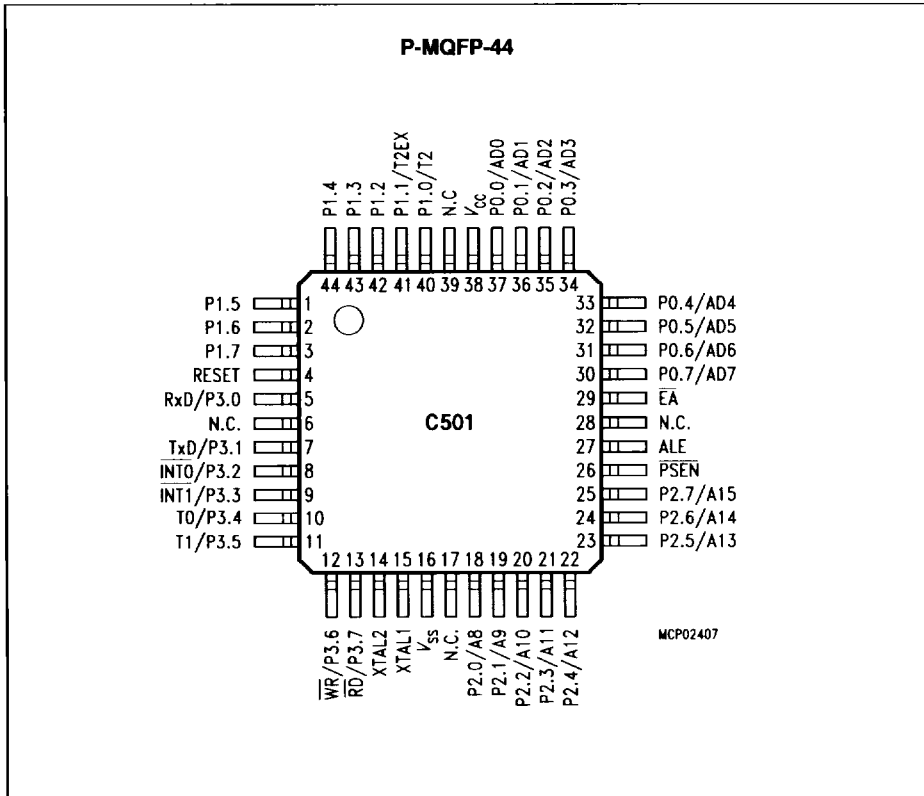 P-MQFP-44
P1.4
P1.3
P1.2
P1.1/T2EX
P1.0/T2
N.C
VCC
P0.0/AD0
P0.1/AD1
P0.2/AD2
P0.3/AD3
44 43 42 41 40 39 38 37 36 35 34
P1.5 1
P1.6 2
P1.7 3
RESET 4
RxD/P3.0 5
N.C. 6
TxD/P3.1 7
I̅N̅T̅0̅/P3.2 8
I̅N̅T̅1̅/P3.3 9
T0/P3.4 10
T1/P3.5 11
C501
33 P0.4/AD4
32 P0.5/AD5
31 P0.6/AD6
30 P0.7/AD7
29 E̅A̅
28 N.C.
27 ALE
26 P̅S̅E̅N̅
25 P2.7/A15
24 P2.6/A14
23 P2.5/A13
12 13 14 15 16 17 18 19 20 21 22
W̅R̅/P3.6
R̅D̅/P3.7
XTAL2
XTAL1
VSS
N.C.
P2.0/A8
P2.1/A9
P2.2/A10
P2.3/A11
P2.4/A12
MCP02407